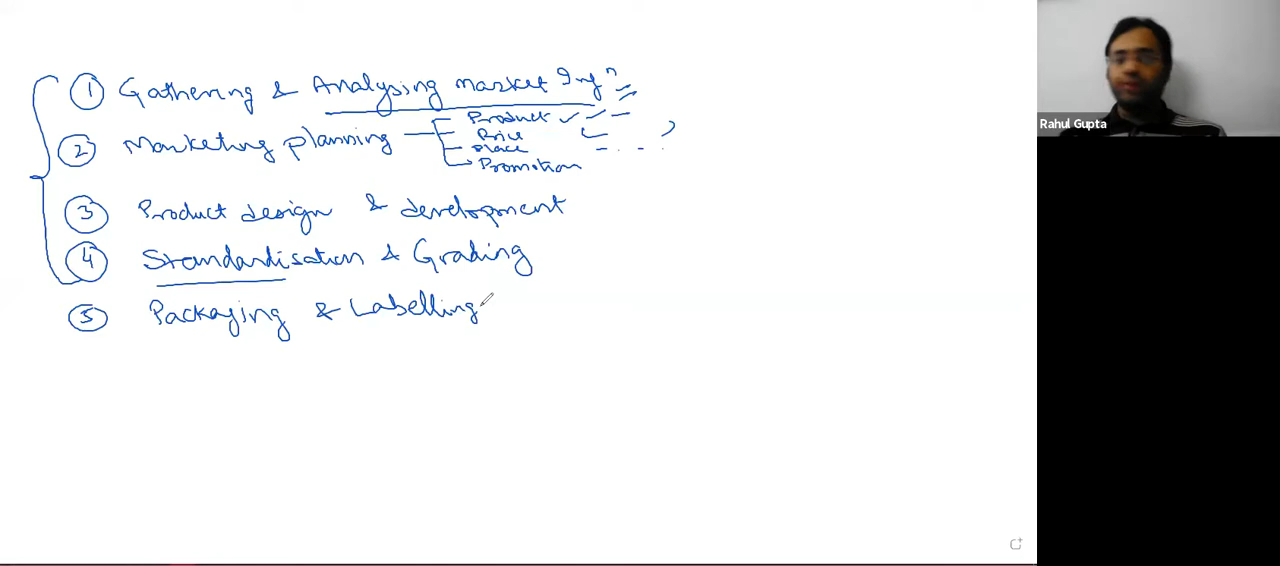 ① Gathering & Analysing market Infⁿ
② Marketing planning
Product
Price
Place
Promotion
③ Product design & development
④ Standardisation & Grading
⑤ Packaging & Labelling
Rahul Gupta